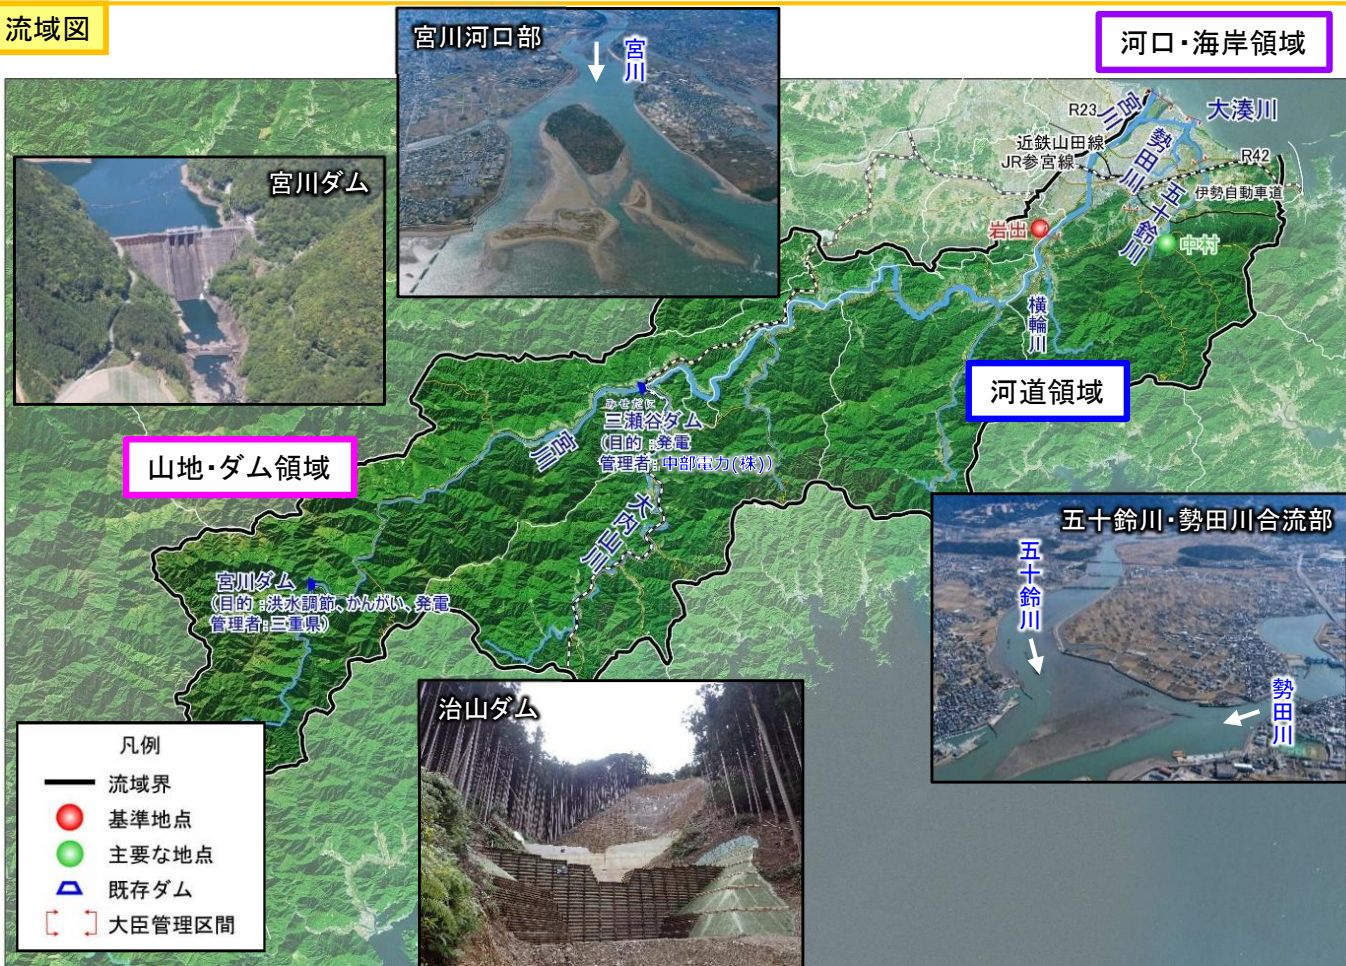 流域図
宮川河口部
宮川
河口・海岸領域
宮川ダム
R23
宮川
大湊川
近鉄山田線
JR参宮線
勢田川
R42
五十鈴川
伊勢自動車道
岩出
中村
横輪川
河道領域
みせだに
三瀬谷ダム
(目的:発電
管理者:中部電力(株))
宮川
山地・ダム領域
大内山川
宮川ダム
(目的:洪水調節、かんがい、発電
管理者:三重県)
五十鈴川・勢田川合流部
五十鈴川
勢田川
治山ダム
凡例
流域界
基準地点
主要な地点
既存ダム
大臣管理区間